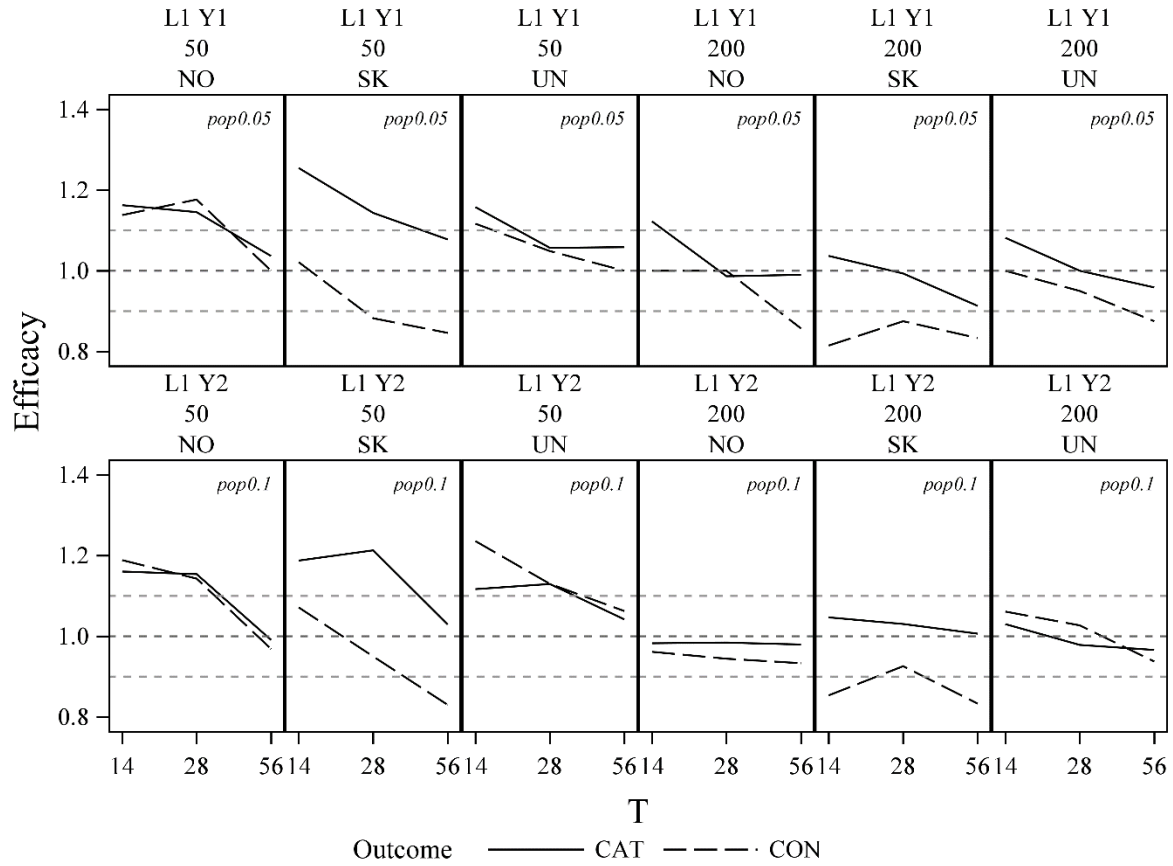 L1 Y1 L1 Y1 L1 Y1 L1 Y1 L1 Y1 L1 Y1
50 50 50 200 200 200
NO SK UN NO SK UN
1.4
pop0.05 pop0.05 pop0.05 pop0.05 pop0.05 pop0.05
1.2
1.0
0.8
Efficacy
L1 Y2 L1 Y2 L1 Y2 L1 Y2 L1 Y2 L1 Y2
50 50 50 200 200 200
NO SK UN NO SK UN
1.4
pop0.1 pop0.1 pop0.1 pop0.1 pop0.1 pop0.1
1.2
1.0
0.8
14 28 56 14 28 56 14 28 56 14 28 56 14 28 56 14 28 56
T
Outcome CAT CON